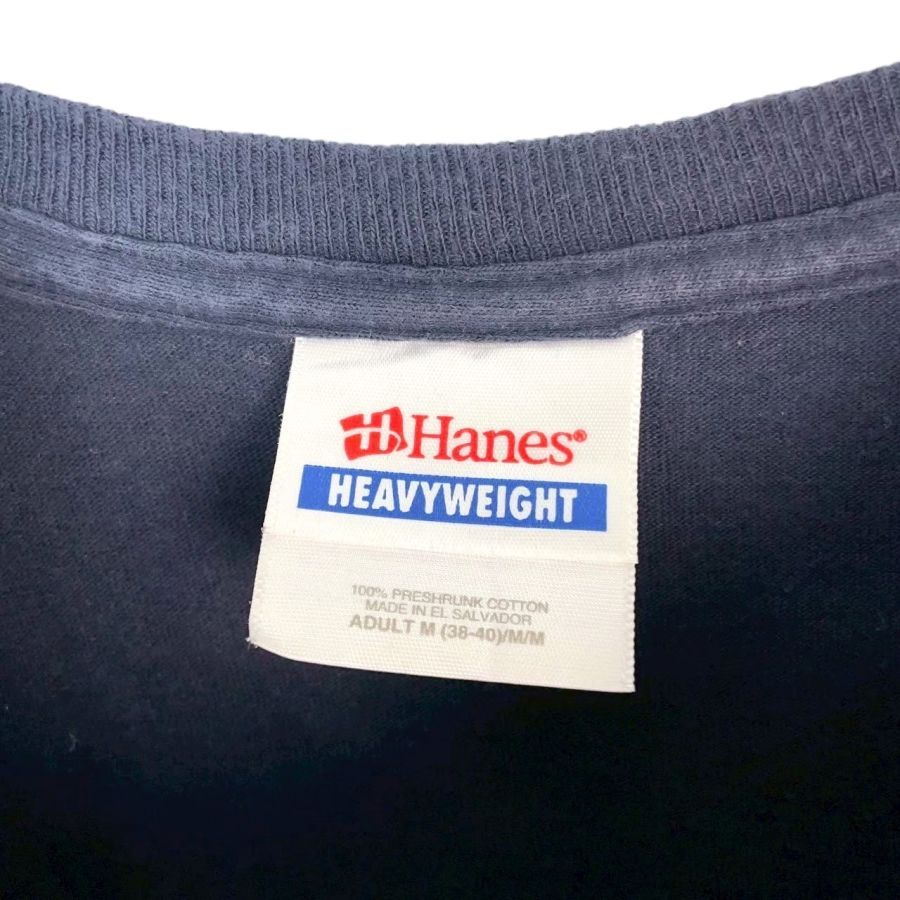 Hanes®
HEAVYWEIGHT
100% PRESHRUNK COTTON
MADE IN EL SALVADOR
ADULT M (38-40)/M/M